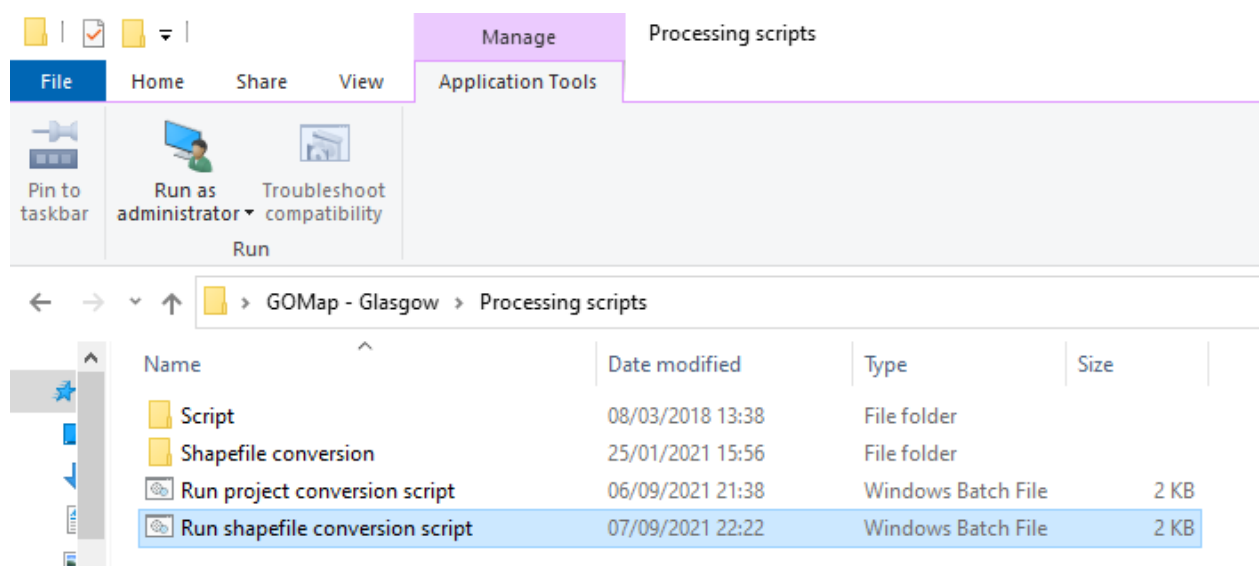 Manage
Processing scripts
File
Home
Share
View
Application Tools
Pin to
taskbar
Run as
administrator
Troubleshoot
compatibility
Run
GOMap - Glasgow > Processing scripts
Name
Date modified
Type
Size
Script 08/03/2018 13:38 File folder
Shapefile conversion 25/01/2021 15:56 File folder
Run project conversion script 06/09/2021 21:38 Windows Batch File 2 KB
Run shapefile conversion script 07/09/2021 22:22 Windows Batch File 2 KB